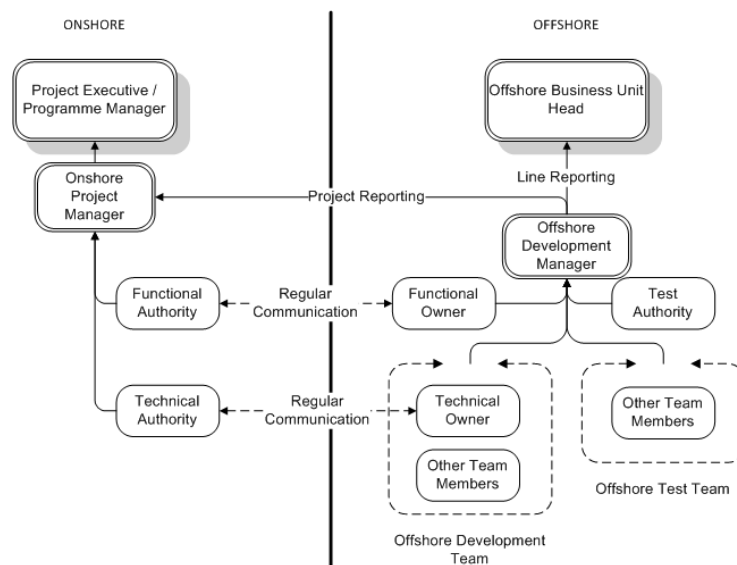 ONSHORE
OFFSHORE
Project Executive /
Programme Manager
Offshore Business Unit
Head
Onshore
Project
Manager
Project Reporting
Line Reporting
Offshore
Development
Manager
Functional
Authority
Regular
Communication
Functional
Owner
Test
Authority
Technical
Authority
Regular
Communication
Technical
Owner
Other Team
Members
Other Team
Members
Offshore Test Team
Offshore Development
Team